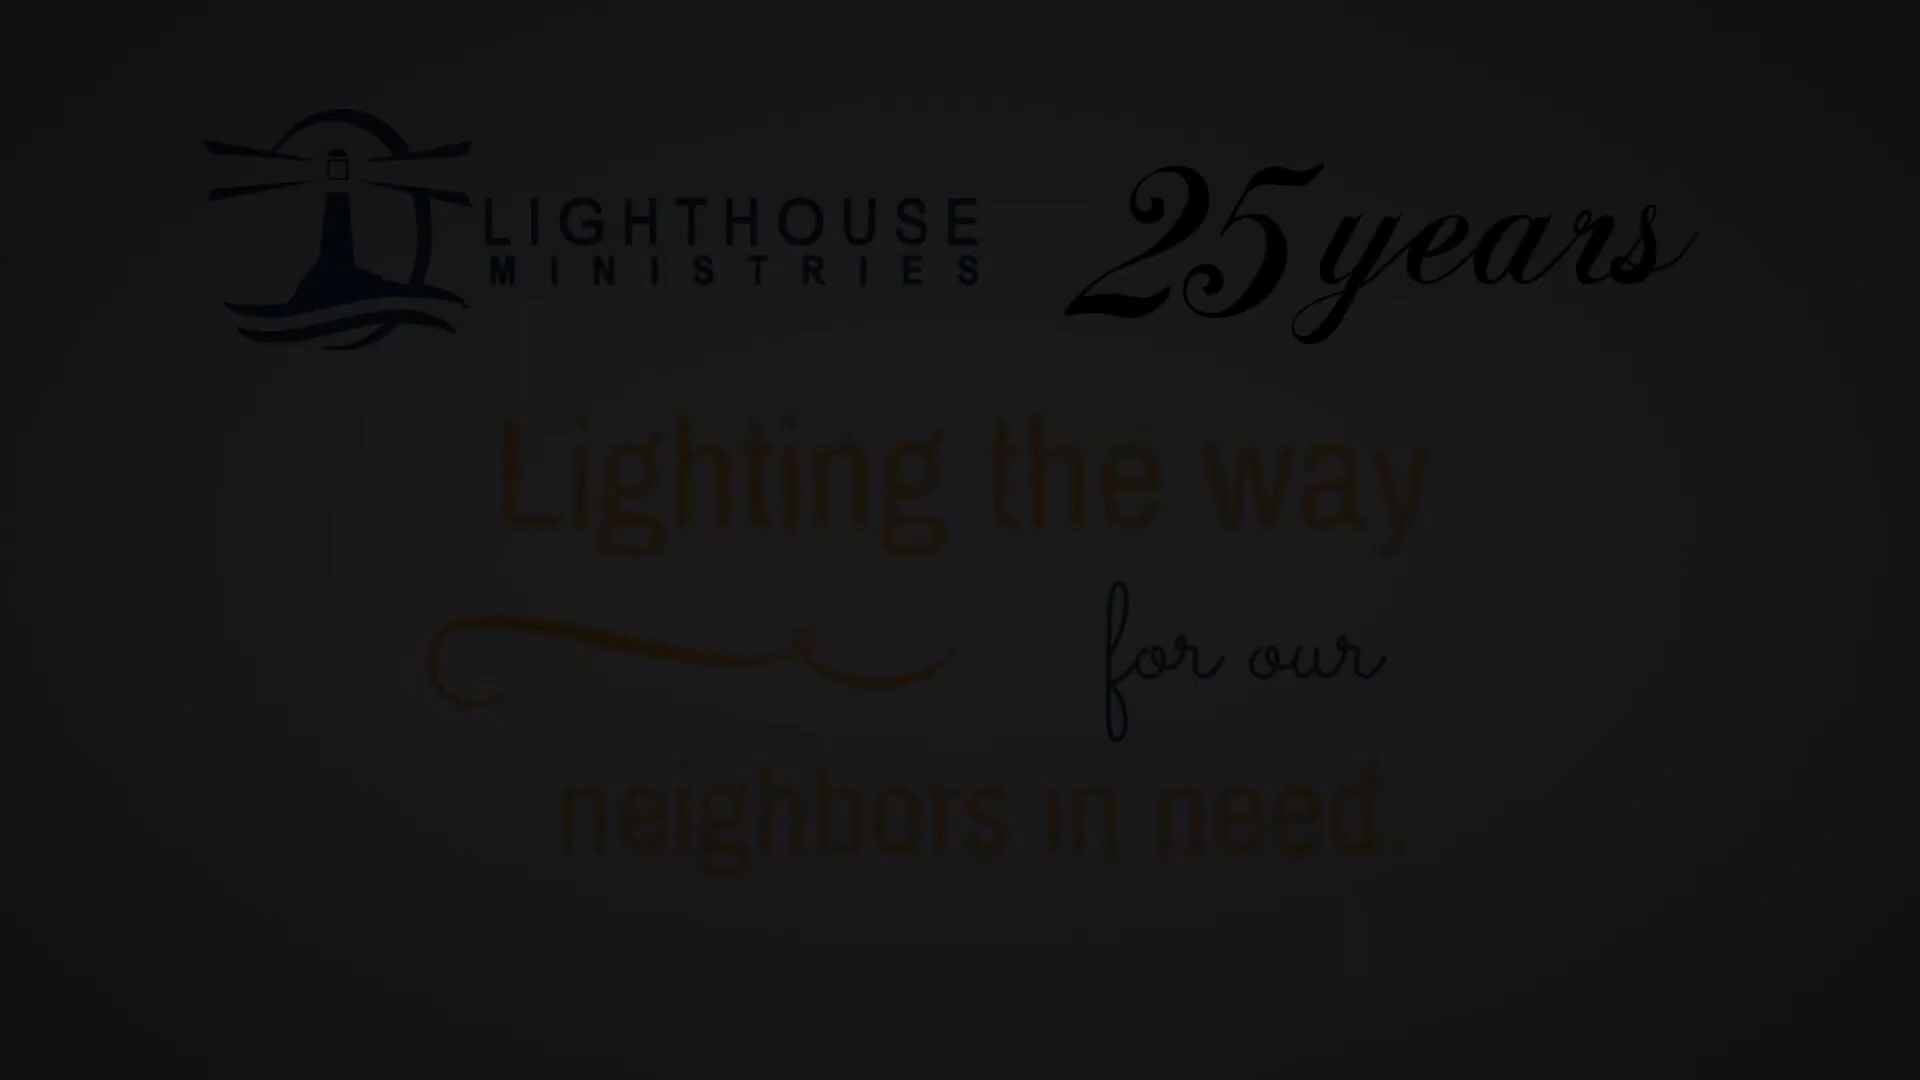 LIGHTHOUSE
MINISTRIES
25 years
Lighting the way
for our
neighbors in need.